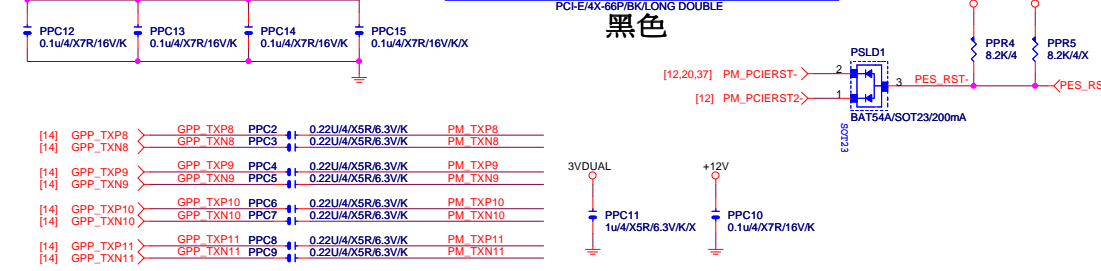 PCI-E/4X-66P/BK/LONG DOUBLE
黑色
PPC12
0.1u/4/X7R/16V/K
PPC13
0.1u/4/X7R/16V/K
PPC14
0.1u/4/X7R/16V/K
PPC15
0.1u/4/X7R/16V/K/X
PSLD1
PPR4
8.2K/4
PPR5
8.2K/4/X
[12,20,37] PM_PCIERST-
2
3
PES_RST-
[12] PM_PCIERST2-
1
BAT54A/SOT23/200mA
SOT23
[14] GPP_TXP8 GPP_TXP8 PPC2 0.22U/4/X5R/6.3V/K PM_TXP8
[14] GPP_TXN8 GPP_TXN8 PPC3 0.22U/4/X5R/6.3V/K PM_TXN8
[14] GPP_TXP9 GPP_TXP9 PPC4 0.22U/4/X5R/6.3V/K PM_TXP9
[14] GPP_TXN9 GPP_TXN9 PPC5 0.22U/4/X5R/6.3V/K PM_TXN9
[14] GPP_TXP10 GPP_TXP10 PPC6 0.22U/4/X5R/6.3V/K PM_TXP10
[14] GPP_TXN10 GPP_TXN10 PPC7 0.22U/4/X5R/6.3V/K PM_TXN10
[14] GPP_TXP11 GPP_TXP11 PPC8 0.22U/4/X5R/6.3V/K PM_TXP11
[14] GPP_TXN11 GPP_TXN11 PPC9 0.22U/4/X5R/6.3V/K PM_TXN11
3VDUAL
+12V
PPC11
1u/4/X5R/6.3V/K/X
PPC10
0.1u/4/X7R/16V/K